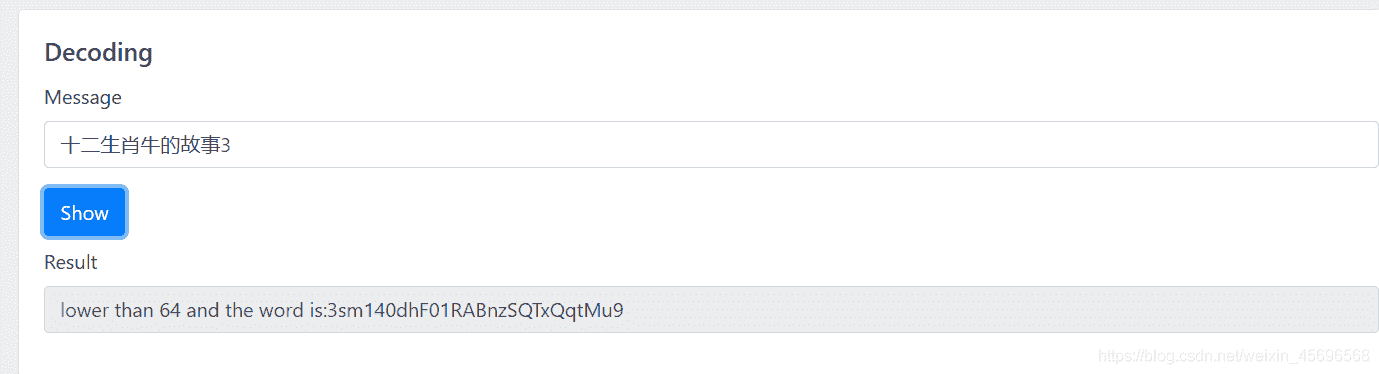 Decoding
Message
十二生肖牛的故事3
Show
Result
lower than 64 and the word is:3sm140dhF01RABnzSQTxQqtMu9
https://blog.csdn.net/weixin_45696568